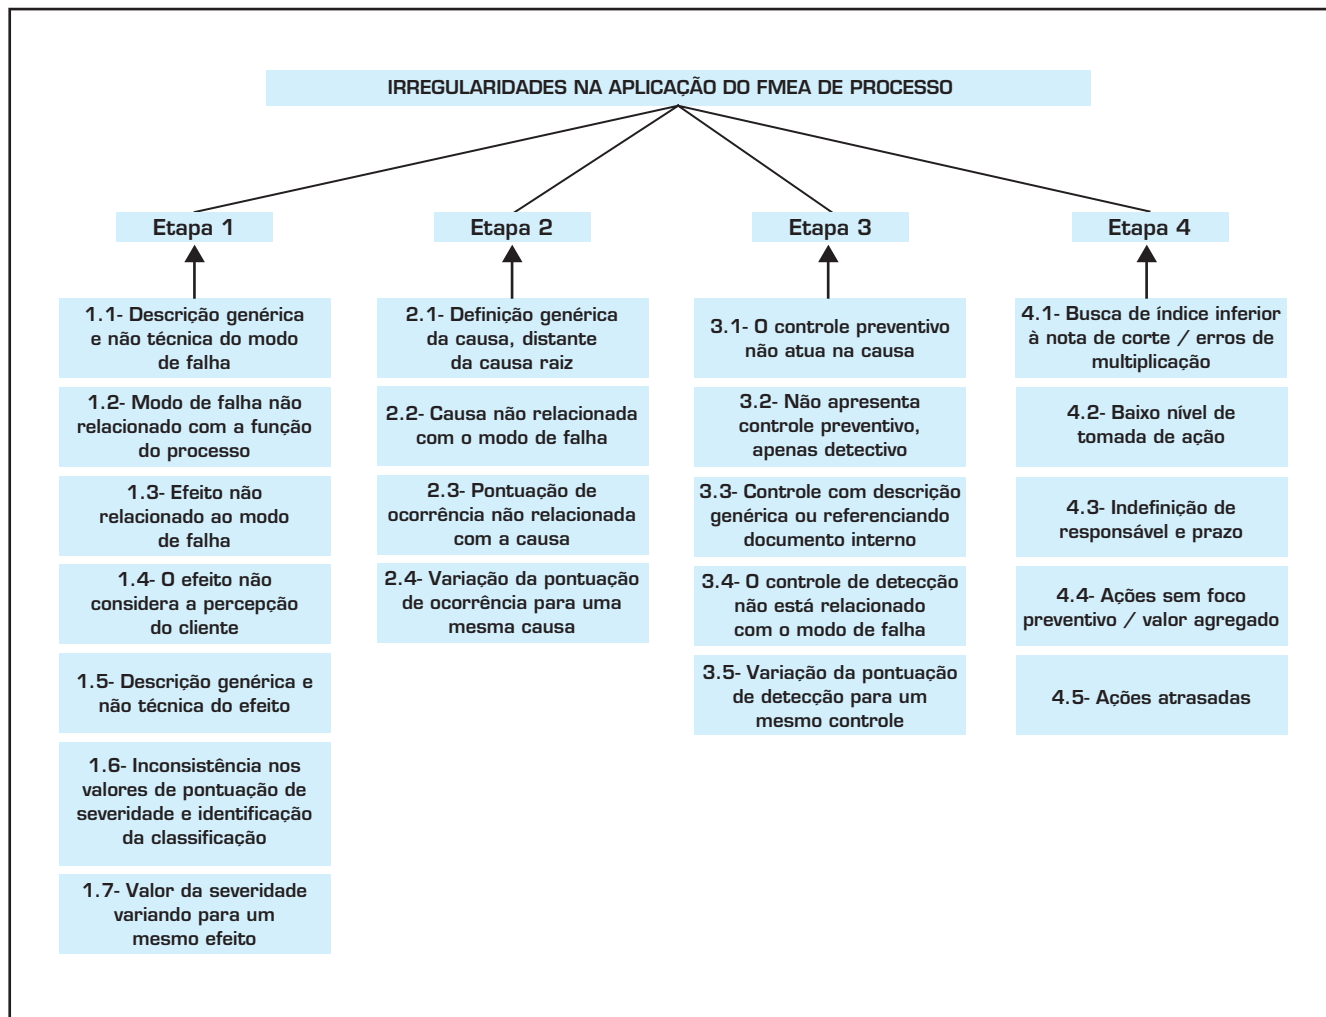 IRREGULARIDADES NA APLICAÇÃO DO FMEA DE PROCESSO
Etapa 1
1.1- Descrição genérica
e não técnica do modo
de falha
1.2- Modo de falha não
relacionado com a função
do processo
1.3- Efeito não
relacionado ao modo
de falha
1.4- O efeito não
considera a percepção
do cliente
1.5- Descrição genérica e
não técnica do efeito
1.6- Inconsistência nos
valores de pontuação de
severidade e identificação
da classificação
1.7- Valor da severidade
variando para um
mesmo efeito
Etapa 2
2.1- Definição genérica
da causa, distante
da causa raiz
2.2- Causa não relacionada
com o modo de falha
2.3- Pontuação de
ocorrência não relacionada
com a causa
2.4- Variação da pontuação
de ocorrência para uma
mesma causa
Etapa 3
3.1- O controle preventivo
não atua na causa
3.2- Não apresenta
controle preventivo,
apenas detectivo
3.3- Controle com descrição
genérica ou referenciando
documento interno
3.4- O controle de detecção
não está relacionado
com o modo de falha
3.5- Variação da pontuação
de detecção para um
mesmo controle
Etapa 4
4.1- Busca de índice inferior
à nota de corte / erros de
multiplicação
4.2- Baixo nível de
tomada de ação
4.3- Indefinição de
responsável e prazo
4.4- Ações sem foco
preventivo / valor agregado
4.5- Ações atrasadas